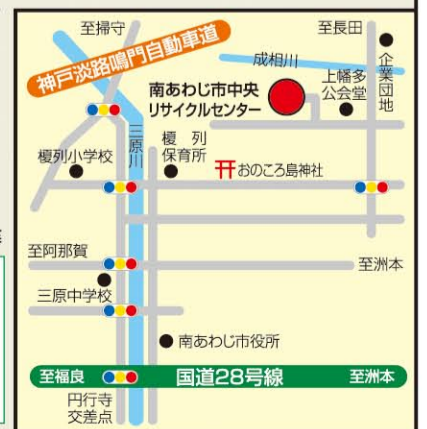 至掃守
至長田
神戸淡路鳴門自動車道
成相川
企業団地
南あわじ市中央
リサイクルセンター
上幡多
公会堂
三原川
榎列
保育所
榎列小学校
おのころ島神社
至阿那賀
至洲本
三原中学校
南あわじ市役所
至福良
国道28号線
至洲本
円行寺
交差点